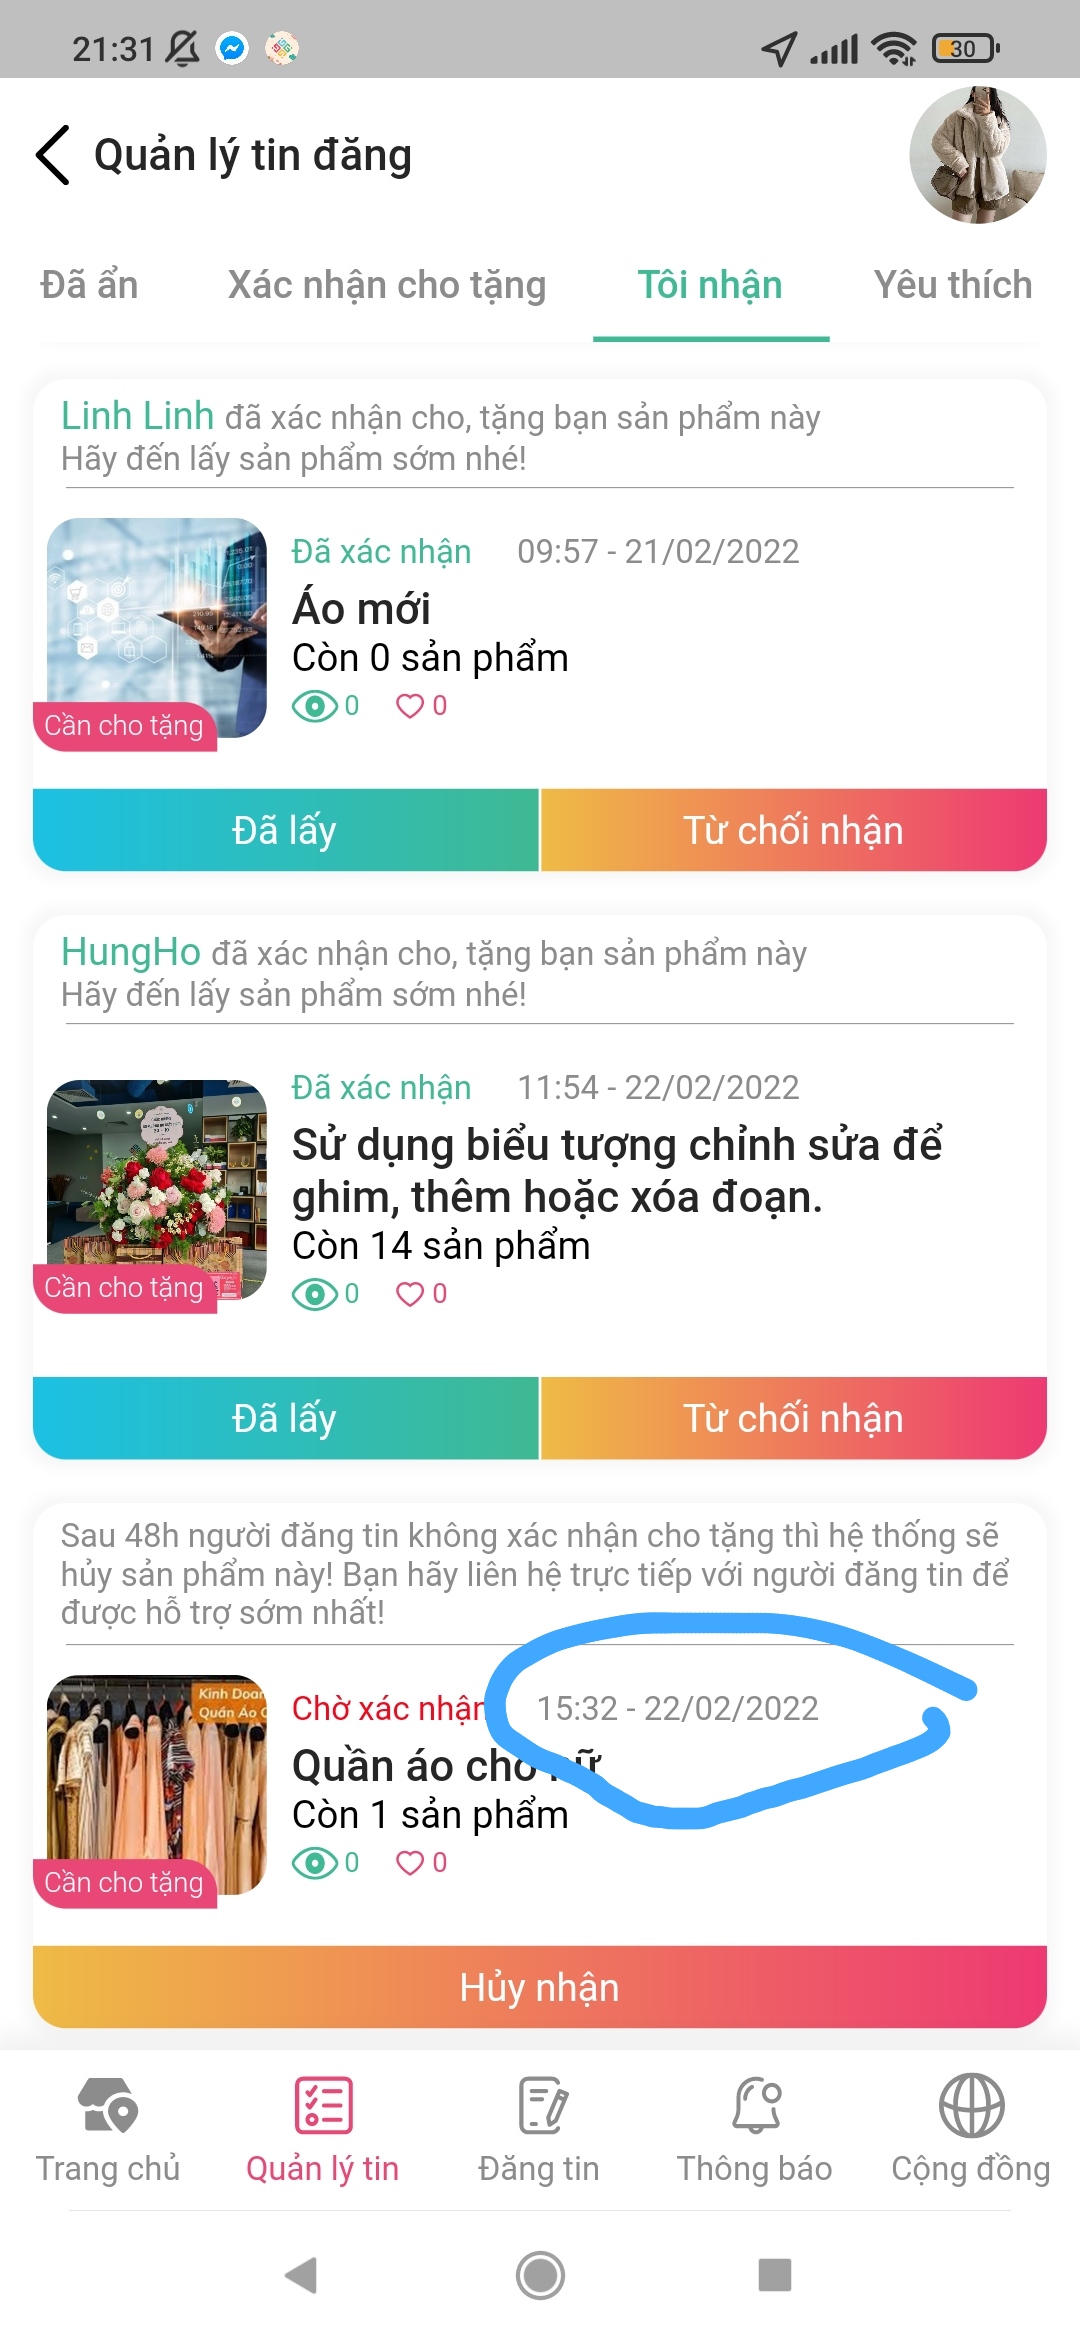 21:31
30
Quản lý tin đăng
Đã ẩn Xác nhận cho tặng Tôi nhận Yêu thích
Linh Linh đã xác nhận cho, tặng bạn sản phẩm này
Hãy đến lấy sản phẩm sớm nhé!
Đã xác nhận 09:57 - 21/02/2022
Áo mới
Còn 0 sản phẩm
0 0
Cần cho tặng
Đã lấy Từ chối nhận
HungHo đã xác nhận cho, tặng bạn sản phẩm này
Hãy đến lấy sản phẩm sớm nhé!
Đã xác nhận 11:54 - 22/02/2022
Sử dụng biểu tượng chỉnh sửa để
ghim, thêm hoặc xóa đoạn.
Còn 14 sản phẩm
0 0
Cần cho tặng
Đã lấy Từ chối nhận
Sau 48h người đăng tin không xác nhận cho tặng thì hệ thống sẽ
hủy sản phẩm này! Bạn hãy liên hệ trực tiếp với người đăng tin để
được hỗ trợ sớm nhất!
Kinh Doan
Quần Áo
Chờ xác nhận 15:32 - 22/02/2022
Quần áo cho nữ
Còn 1 sản phẩm
0 0
Cần cho tặng
Hủy nhận
Trang chủ Quản lý tin Đăng tin Thông báo Cộng đồng